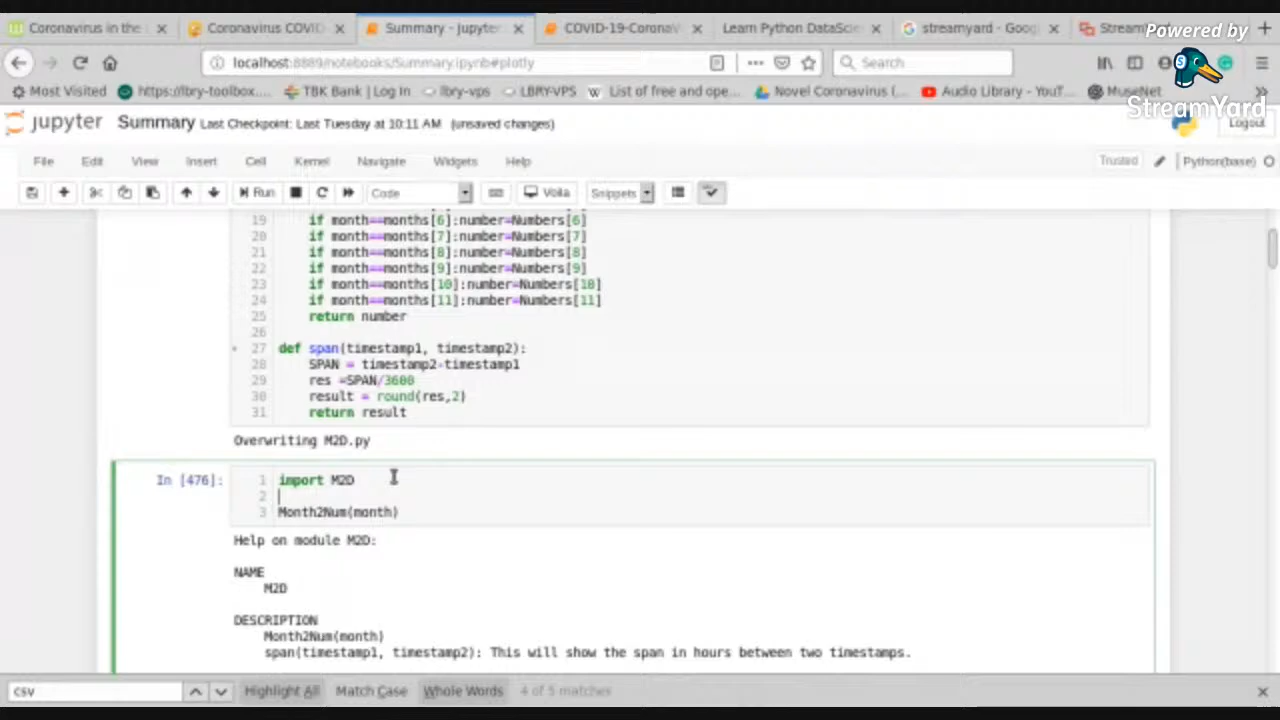 Coronavirus in the
Coronavirus COVID
Summary - Jupyter
COVID-19-CoronaV
Learn Python DataScie
streamyard - Goog
Stream
Powered by
StreamYard
localhost:8889/notebooks/Summary.ipynb#plotly
Search
Most Visited
https://lbry-toolbox....
TBK Bank | Log In
lbry-vps
LBRY-VPS
List of free and ope...
Novel Coronavirus (...
Audio Library - YouT...
MuseNet
jupyter Summary Last Checkpoint: Last Tuesday at 10:11 AM (unsaved changes)
Logout
File Edit View Insert Cell Kernel Navigate Widgets Help
Trusted
Python(base)
Run
Code
Voila
Snippets
19 if month==months[6]:number=Numbers[6]
20 if month==months[7]:number=Numbers[7]
21 if month==months[8]:number=Numbers[8]
22 if month==months[9]:number=Numbers[9]
23 if month==months[10]:number=Numbers[10]
24 if month==months[11]:number=Numbers[11]
25 return number
26
27 def span(timestamp1, timestamp2):
28 SPAN = timestamp2-timestamp1
29 res =SPAN/3600
30 result = round(res,2)
31 return result
Overwriting M2D.py
In [476]:
1 import M2D
2
3 Month2Num(month)
Help on module M2D:
NAME
M2D
DESCRIPTION
Month2Num(month)
span(timestamp1, timestamp2): This will show the span in hours between two timestamps.
csv
Highlight All Match Case Whole Words 4 of 5 matches